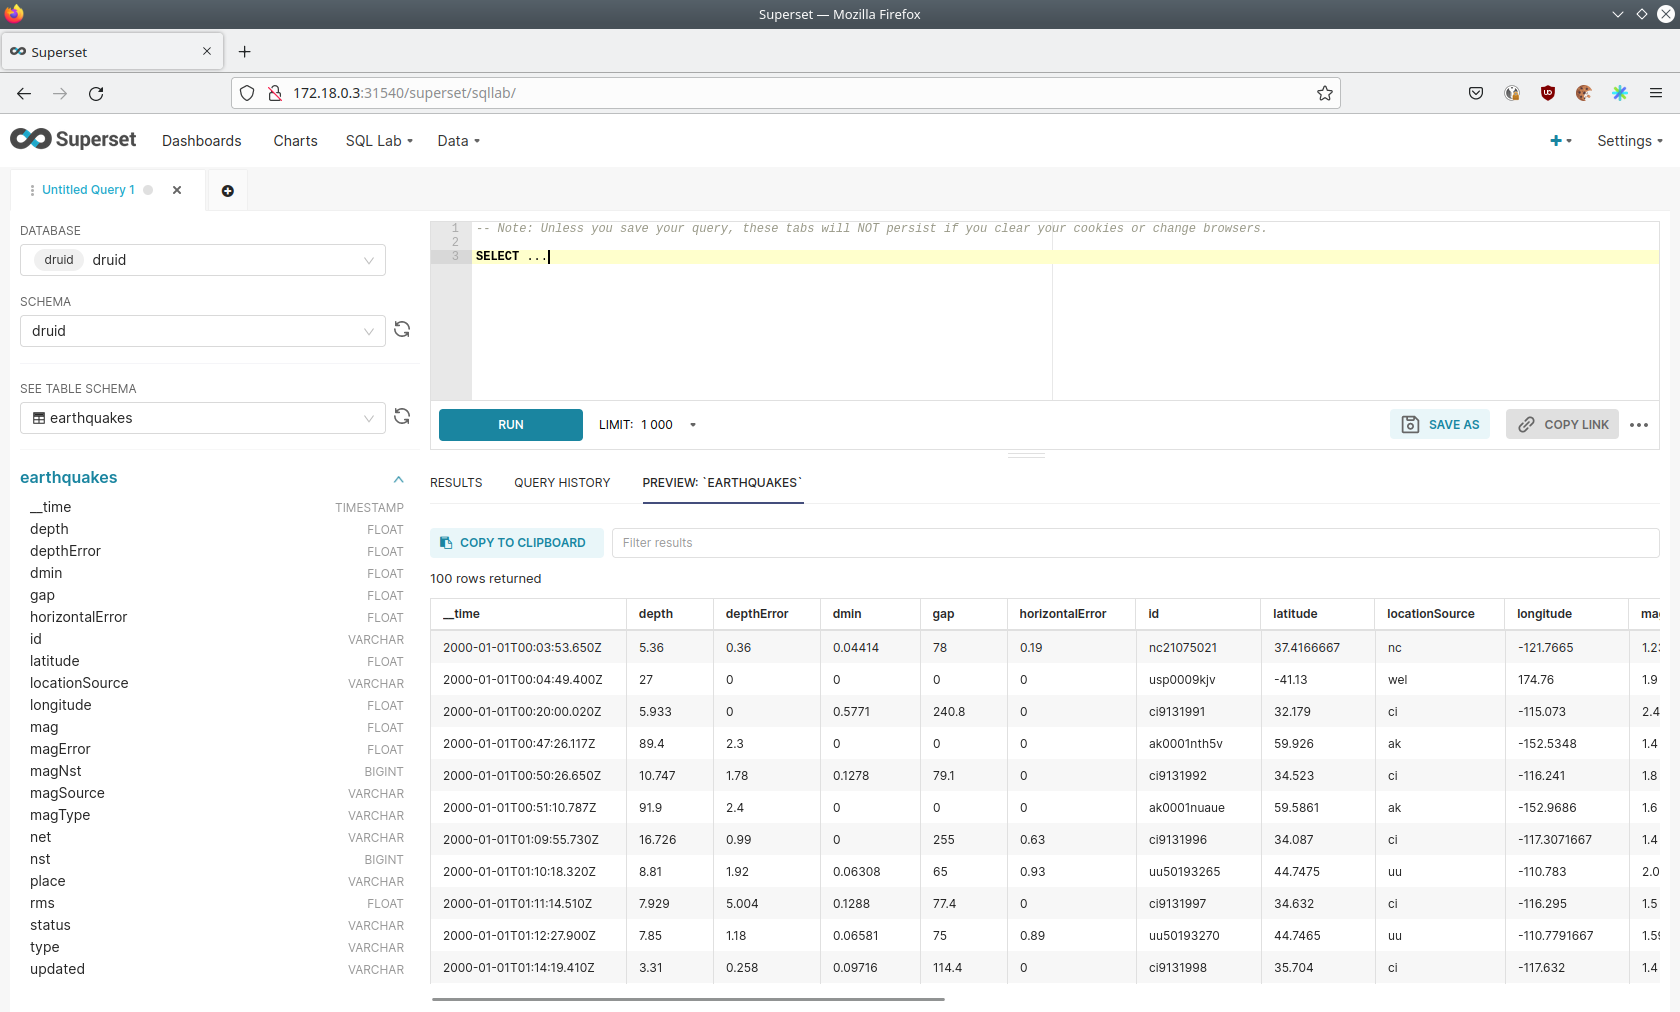 Superset — Mozilla Firefox
Superset
172.18.0.3:31540/superset/sqllab/
Superset Dashboards Charts SQL Lab Data Settings
Untitled Query 1
DATABASE
druid druid
SCHEMA
druid
SEE TABLE SCHEMA
earthquakes
earthquakes
__time TIMESTAMP
depth FLOAT
depthError FLOAT
dmin FLOAT
gap FLOAT
horizontalError FLOAT
id VARCHAR
latitude FLOAT
locationSource VARCHAR
longitude FLOAT
mag FLOAT
magError FLOAT
magNst BIGINT
magSource VARCHAR
magType VARCHAR
net VARCHAR
nst BIGINT
place VARCHAR
rms FLOAT
status VARCHAR
type VARCHAR
updated VARCHAR
1 -- Note: Unless you save your query, these tabs will NOT persist if you clear your cookies or change browsers.
2
3 SELECT ...
RUN LIMIT: 1 000 SAVE AS COPY LINK
RESULTS QUERY HISTORY PREVIEW: `EARTHQUAKES`
COPY TO CLIPBOARD Filter results
100 rows returned
__time depth depthError dmin gap horizontalError id latitude locationSource longitude
2000-01-01T00:03:53.650Z 5.36 0.36 0.04414 78 0.19 nc21075021 37.4166667 nc -121.7665
2000-01-01T00:04:49.400Z 27 0 0 0 0 usp0009kjv -41.13 wel 174.76 1.9
2000-01-01T00:20:00.020Z 5.933 0 0.5771 240.8 0 ci9131991 32.179 ci -115.073 2.4
2000-01-01T00:47:26.117Z 89.4 2.3 0 0 0 ak0001nth5v 59.926 ak -152.5348 1.4
2000-01-01T00:50:26.650Z 10.747 1.78 0.1278 79.1 0 ci9131992 34.523 ci -116.241 1.8
2000-01-01T00:51:10.787Z 91.9 2.4 0 0 0 ak0001nuaue 59.5861 ak -152.9686 1.6
2000-01-01T01:09:55.730Z 16.726 0.99 0 255 0.63 ci9131996 34.087 ci -117.3071667 1.4
2000-01-01T01:10:18.320Z 8.81 1.92 0.06308 65 0.93 uu50193265 44.7475 uu -110.783 2.0
2000-01-01T01:11:14.510Z 7.929 5.004 0.1288 77.4 0 ci9131997 34.632 ci -116.295 1.5
2000-01-01T01:12:27.900Z 7.85 1.18 0.06581 75 0.89 uu50193270 44.7465 uu -110.7791667
2000-01-01T01:14:19.410Z 3.31 0.258 0.09716 114.4 0 ci9131998 35.704 ci -117.632 1.4